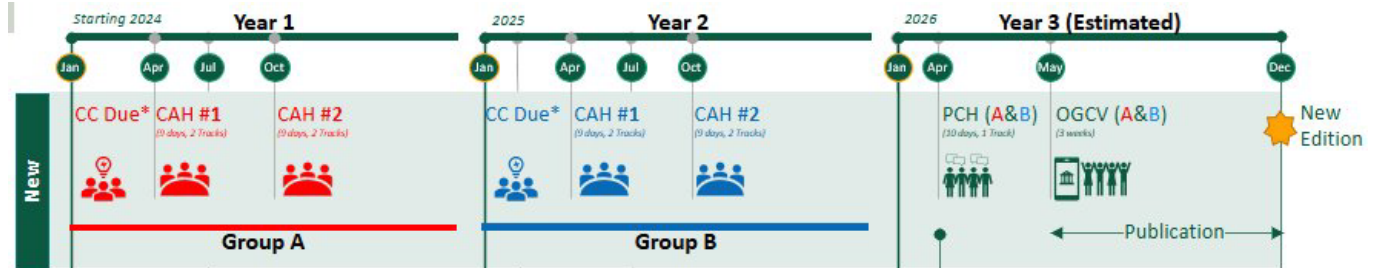 Starting 2024
Year 1
2025
Year 2
2026
Year 3 (Estimated)
Jan
Apr
Jul
Oct
Jan
Apr
Jul
Oct
Jan
Apr
May
Dec
New
CC Due*
CAH #1
(9 days, 2 Tracks)
CAH #2
(9 days, 2 Tracks)
CC Due*
CAH #1
(9 days, 2 Tracks)
CAH #2
(9 days, 2 Tracks)
PCH (A&B)
(10 days, 1 Track)
OGCV (A&B)
(3 weeks)
New
Edition
Group A
Group B
Publication